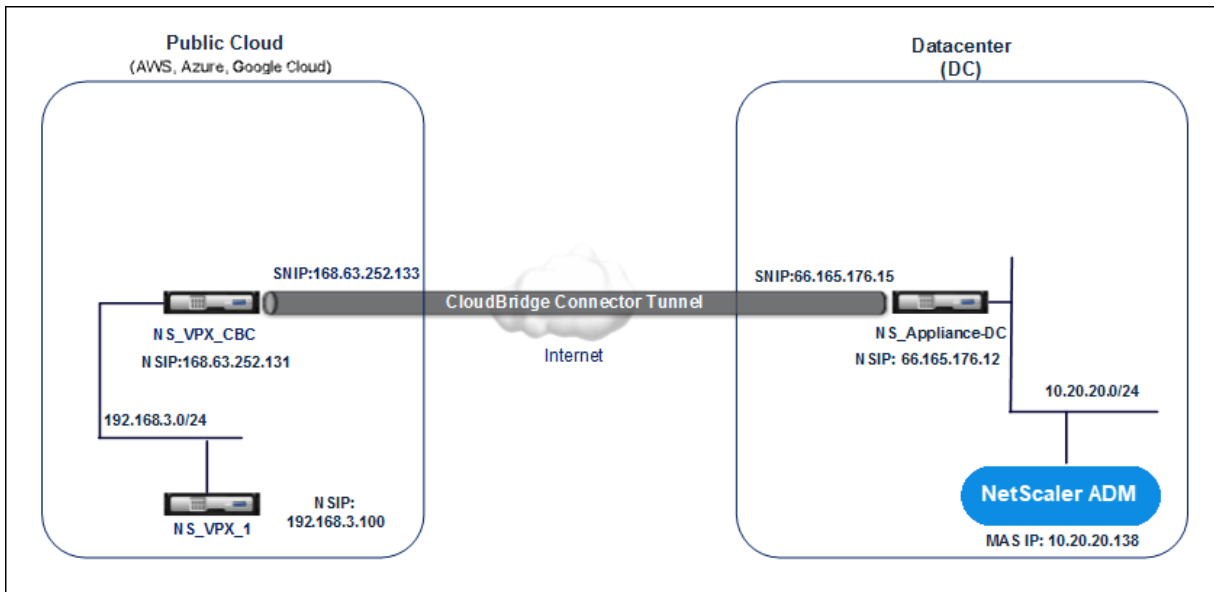 Public Cloud
(AWS, Azure, Google Cloud)
Datacenter
(DC)
SNIP:168.63.252.133
SNIP:66.165.176.15
CloudBridge Connector Tunnel
NS_VPX_CBC
NSIP:168.63.252.131
Internet
NS_Appliance-DC
NSIP: 66.165.176.12
192.168.3.0/24
10.20.20.0/24
NS_VPX_1
NSIP:
192.168.3.100
NetScaler ADM
MAS IP: 10.20.20.138